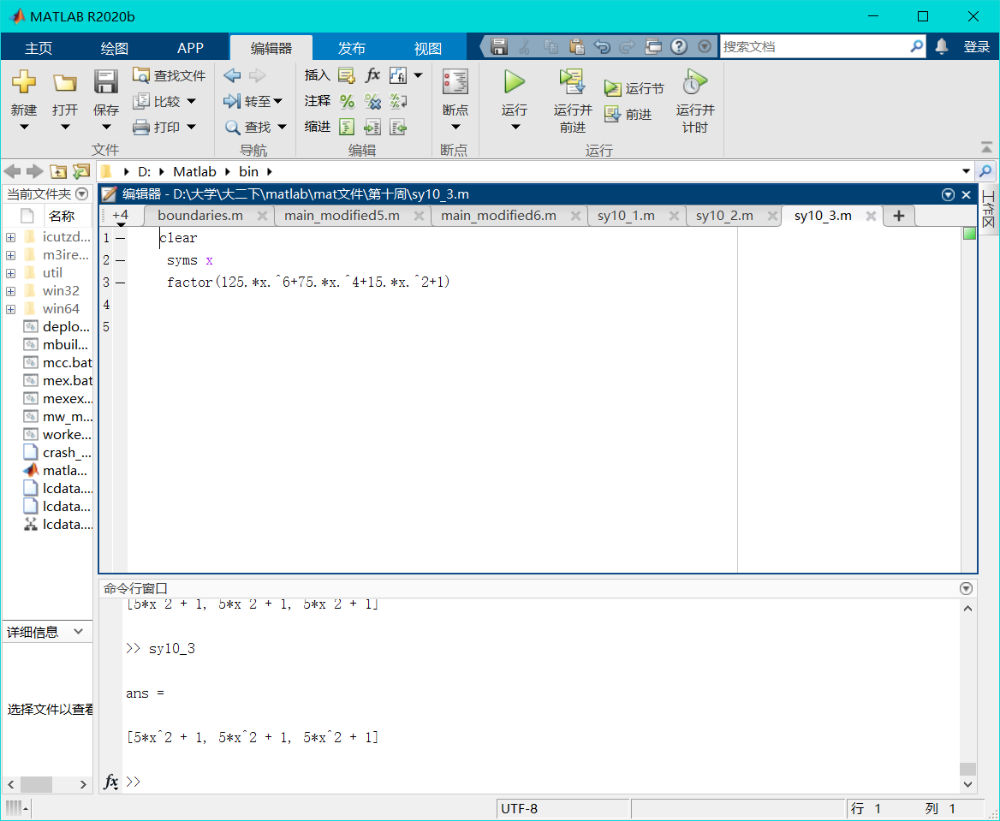 MATLAB R2020b
主页 绘图 APP 编辑器 发布 视图 搜索文档 登录
新建 打开 保存 查找文件 比较 打印 转至 查找 插入 fx 注释 缩进 断点 运行 运行并前进 运行节 前进 运行并计时
文件 导航 编辑 断点 运行
D: Matlab bin
当前文件夹
名称
icutzd...
m3ire...
util
win32
win64
deplo...
mbuil...
mcc.bat
mex.bat
mexex...
mw_m...
worke...
crash_...
matla...
lcdata....
lcdata...
lcdata....
详细信息
选择文件以查看
编辑器 - D:\大学\大二下\matlab\mat文件\第十周\sy10_3.m
+4 boundaries.m main_modified5.m main_modified6.m sy10_1.m sy10_2.m sy10_3.m
1 clear
2 syms x
3 factor(125.*x.^6+75.*x.^4+15.*x.^2+1)
4
5
工作区
命令行窗口
[5*x^2 + 1, 5*x^2 + 1, 5*x^2 + 1]
>> sy10_3
ans =
[5*x^2 + 1, 5*x^2 + 1, 5*x^2 + 1]
fx >>
UTF-8 行 1 列 1